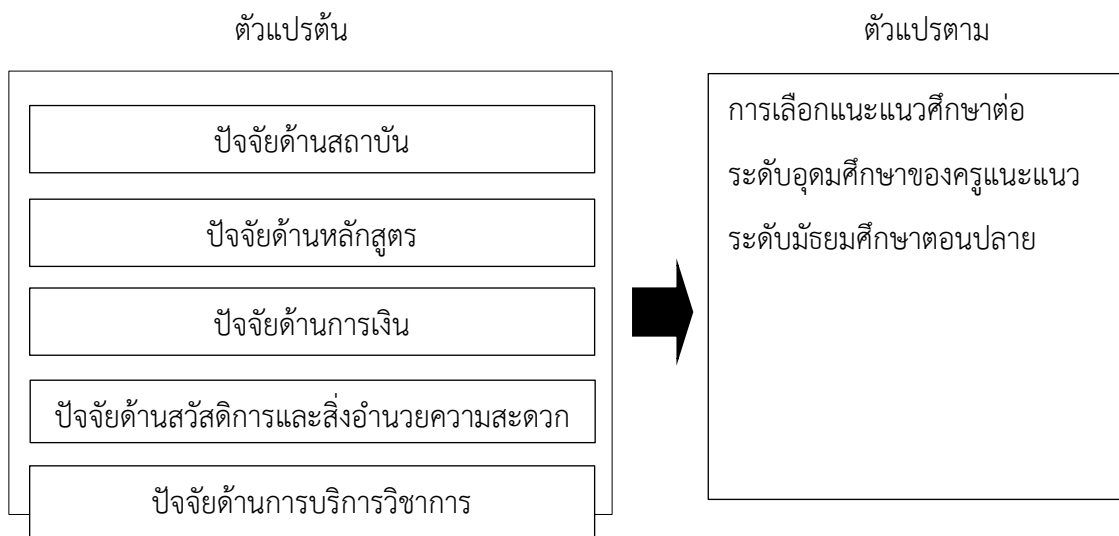 ตัวแปรต้น
ปัจจัยด้านสถาบัน
ปัจจัยด้านหลักสูตร
ปัจจัยด้านการเงิน
ปัจจัยด้านสวัสดิการและสิ่งอำนวยความสะดวก
ปัจจัยด้านการบริการวิชาการ
ตัวแปรตาม
การเลือกแนะแนวศึกษาต่อ
ระดับอุดมศึกษาของครูแนะแนว
ระดับมัธยมศึกษาตอนปลาย